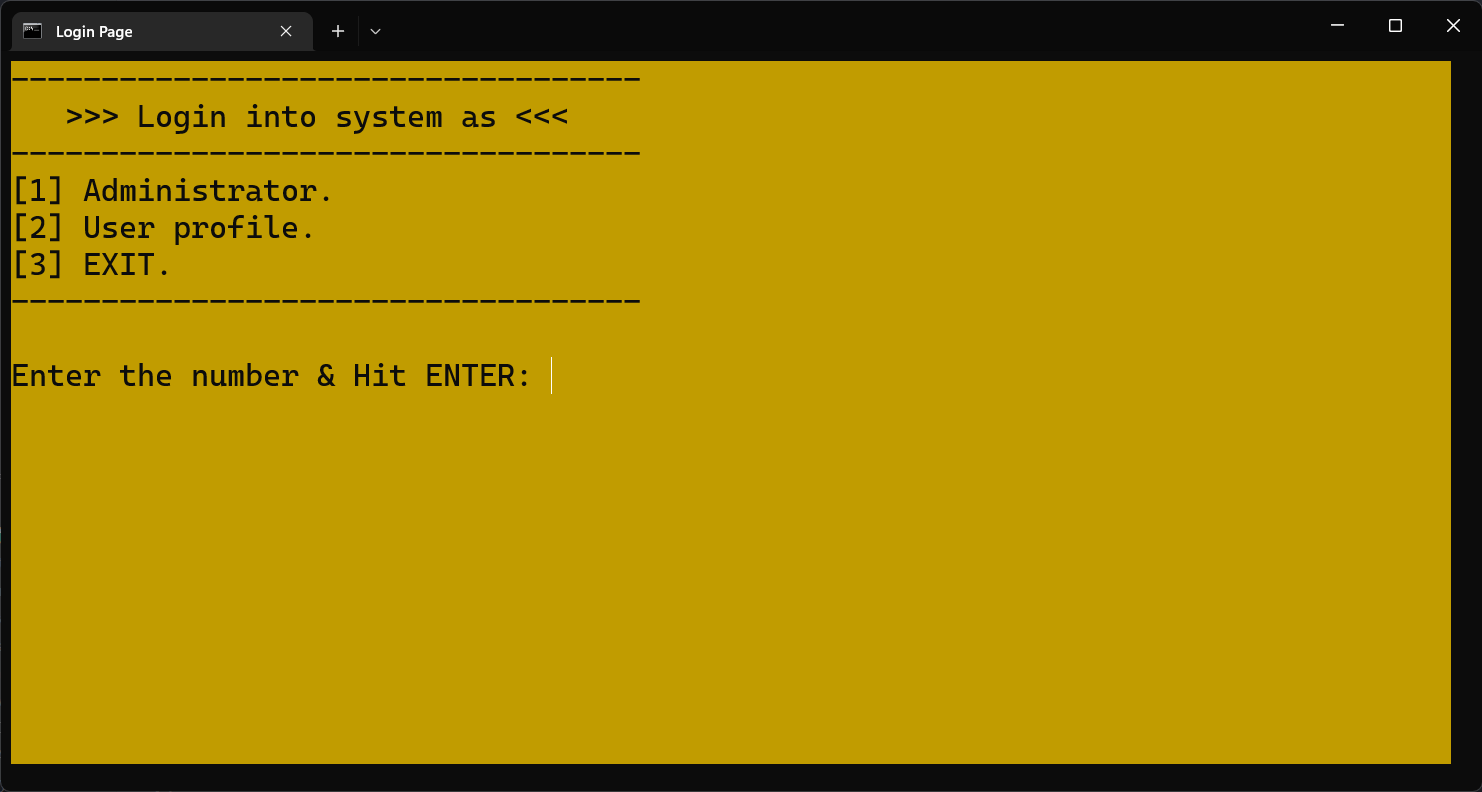 Login Page
-----------------------------------
>>> Login into system as <<<
-----------------------------------
[1] Administrator.
[2] User profile.
[3] EXIT.
-----------------------------------
Enter the number & Hit ENTER: